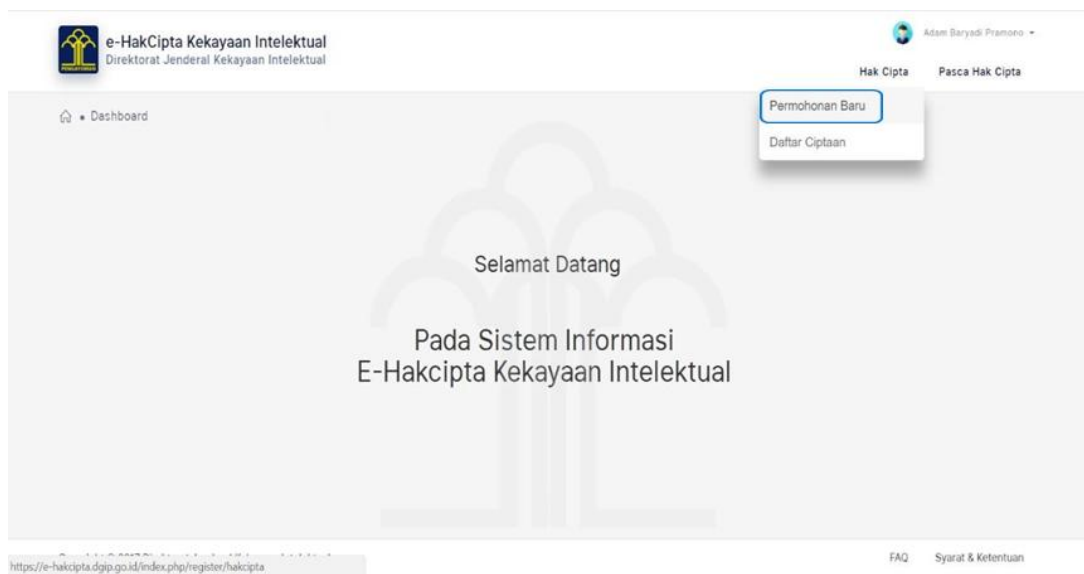 e-HakCipta Kekayaan Intelektual
Direktorat Jenderal Kekayaan Intelektual
Adam Baryadi Pramono
Hak Cipta Pasca Hak Cipta
Dashboard
Permohonan Baru
Daftar Ciptaan
Selamat Datang
Pada Sistem Informasi
E-Hakcipta Kekayaan Intelektual
https://e-hakcipta.dgip.go.id/index.php/register/hakcipta
FAQ Syarat & Ketentuan